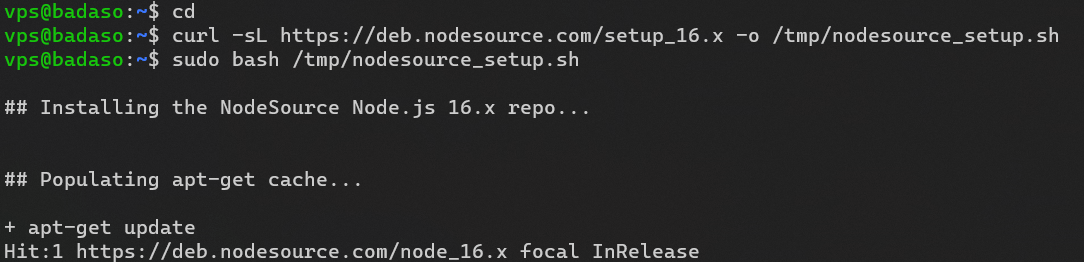 vps@badaso:~$ cd
vps@badaso:~$ curl -sL https://deb.nodesource.com/setup_16.x -o /tmp/nodesource_setup.sh
vps@badaso:~$ sudo bash /tmp/nodesource_setup.sh
## Installing the NodeSource Node.js 16.x repo...
## Populating apt-get cache...
+ apt-get update
Hit:1 https://deb.nodesource.com/node_16.x focal InRelease